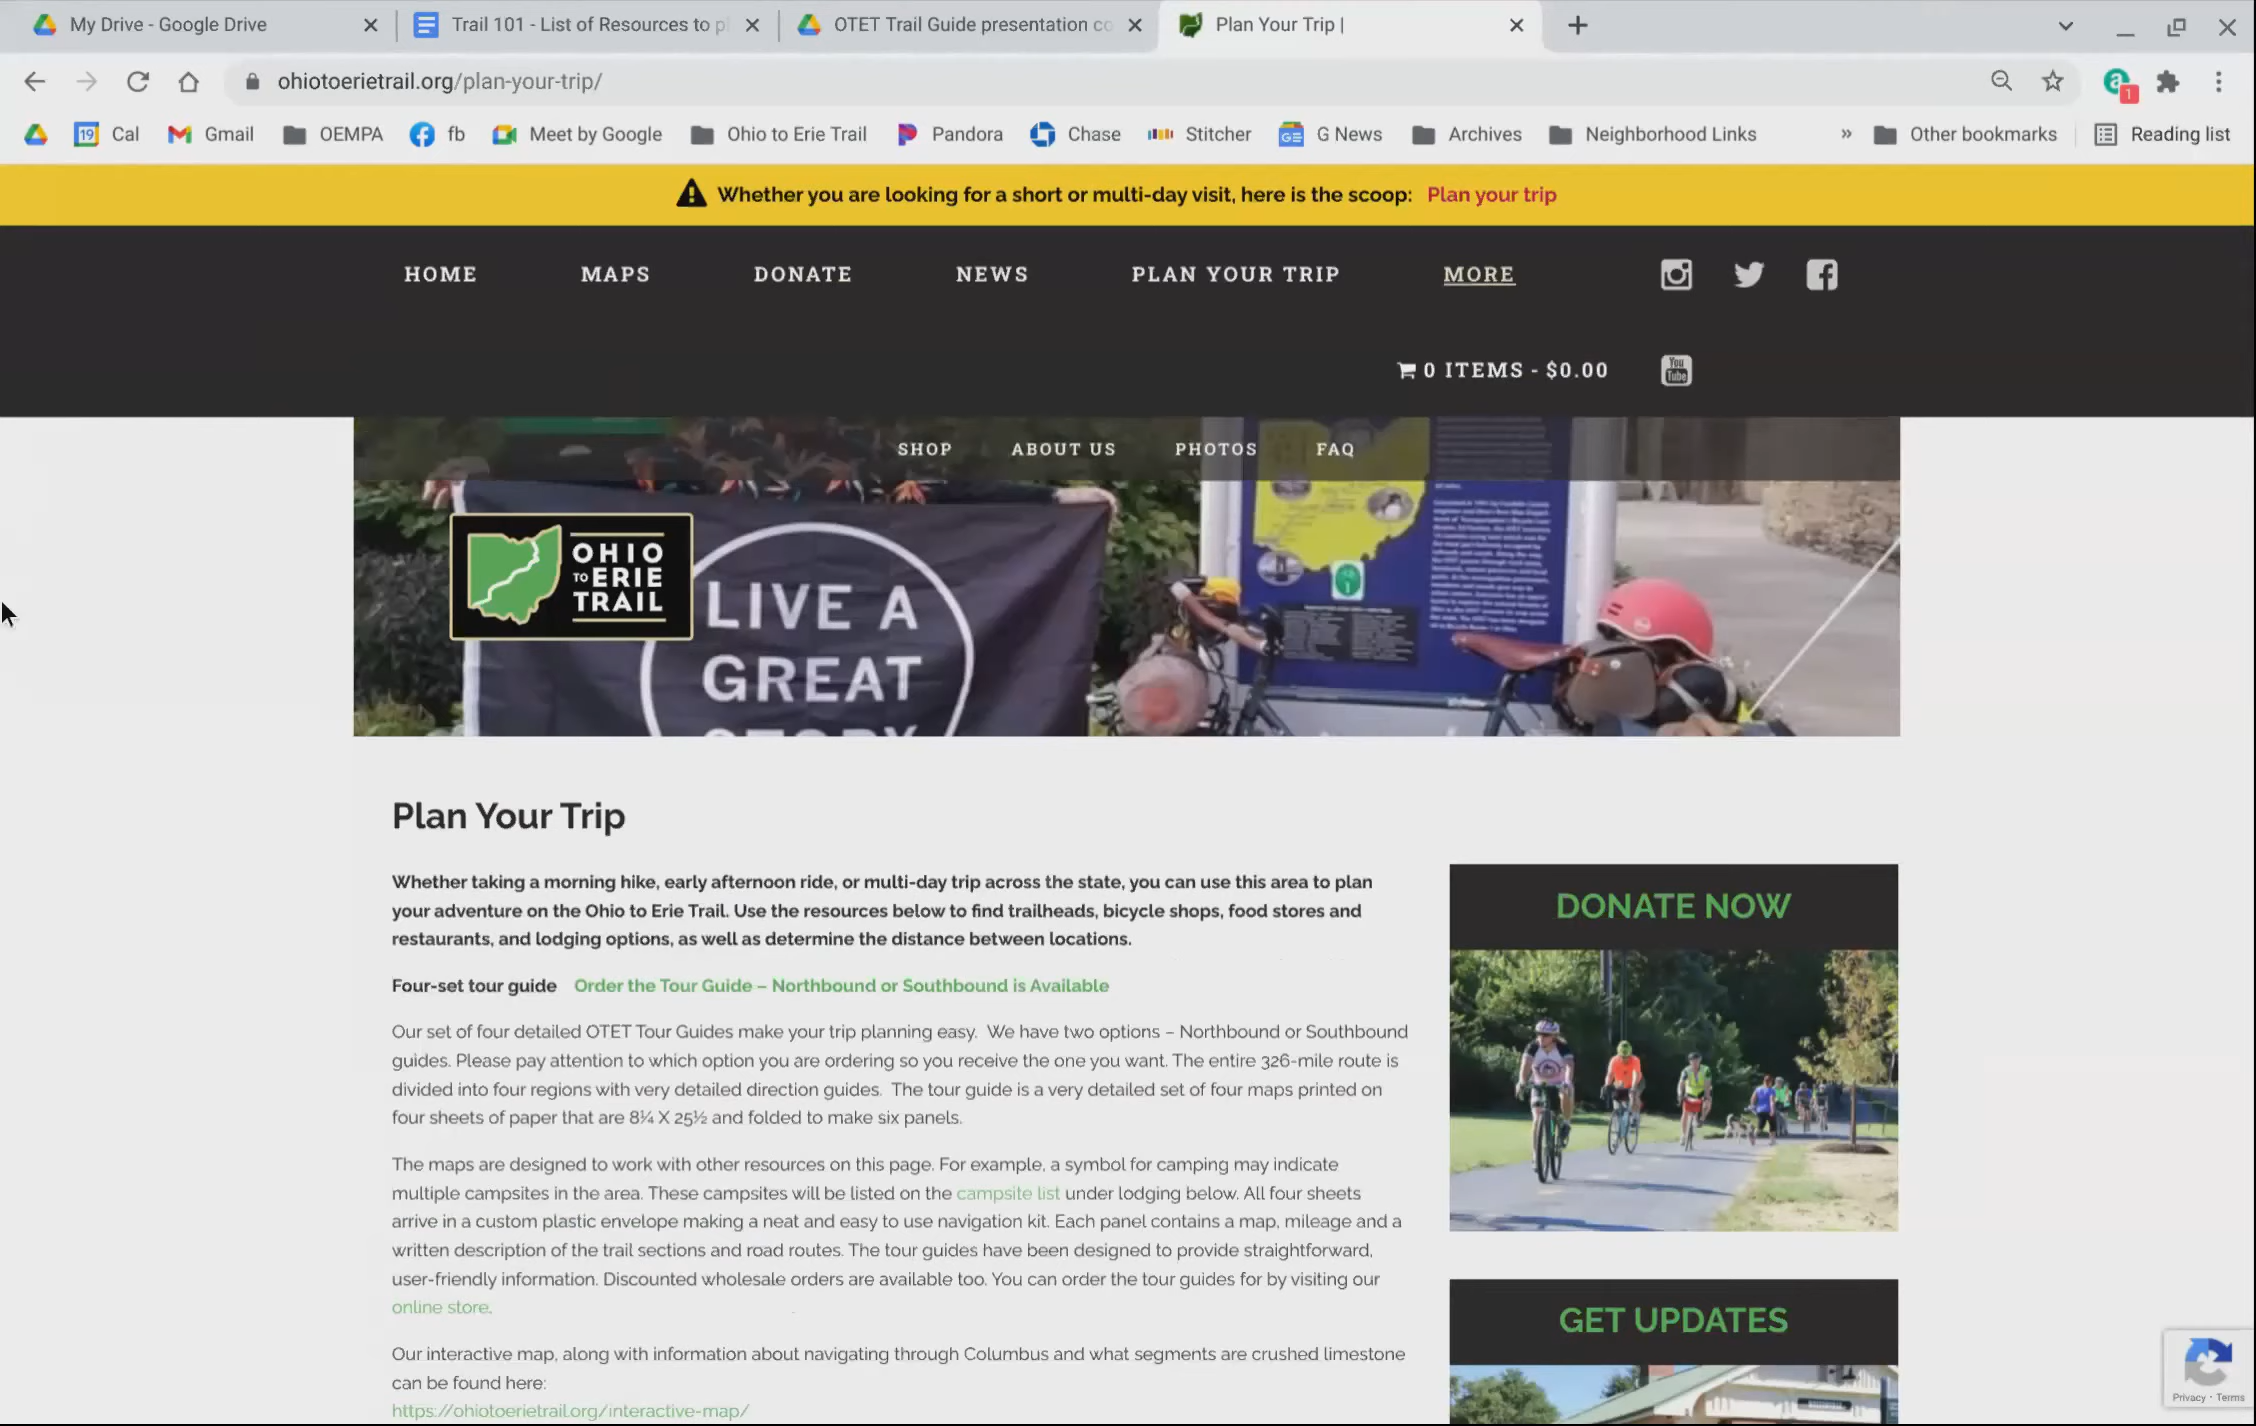 My Drive - Google Drive
Trail 101 - List of Resources to p
OTET Trail Guide presentation co
Plan Your Trip |
ohiotoerietrail.org/plan-your-trip/
1
19 Cal
Gmail
OEMPA
fb
Meet by Google
Ohio to Erie Trail
Pandora
Chase
Stitcher
GE G News
Archives
Neighborhood Links
»
Other bookmarks
Reading list
Whether you are looking for a short or multi-day visit, here is the scoop: Plan your trip
HOME MAPS DONATE NEWS PLAN YOUR TRIP MORE
0 ITEMS - $0.00
You Tube
SHOP ABOUT US PHOTOS FAQ
OHIO
TO ERIE
TRAIL
LIVE A
GREAT
STORY
Plan Your Trip
Whether taking a morning hike, early afternoon ride, or multi-day trip across the state, you can use this area to plan
your adventure on the Ohio to Erie Trail. Use the resources below to find trailheads, bicycle shops, food stores and
restaurants, and lodging options, as well as determine the distance between locations.
Four-set tour guide Order the Tour Guide – Northbound or Southbound is Available
Our set of four detailed OTET Tour Guides make your trip planning easy. We have two options – Northbound or Southbound
guides. Please pay attention to which option you are ordering so you receive the one you want. The entire 326-mile route is
divided into four regions with very detailed direction guides. The tour guide is a very detailed set of four maps printed on
four sheets of paper that are 8¼ X 25½ and folded to make six panels.
The maps are designed to work with other resources on this page. For example, a symbol for camping may indicate
multiple campsites in the area. These campsites will be listed on the campsite list under lodging below. All four sheets
arrive in a custom plastic envelope making a neat and easy to use navigation kit. Each panel contains a map, mileage and a
written description of the trail sections and road routes. The tour guides have been designed to provide straightforward,
user-friendly information. Discounted wholesale orders are available too. You can order the tour guides for by visiting our
online store.
Our interactive map, along with information about navigating through Columbus and what segments are crushed limestone
can be found here:
https://ohiotoerietrail.org/interactive-map/
DONATE NOW
GET UPDATES
Privacy - Terms